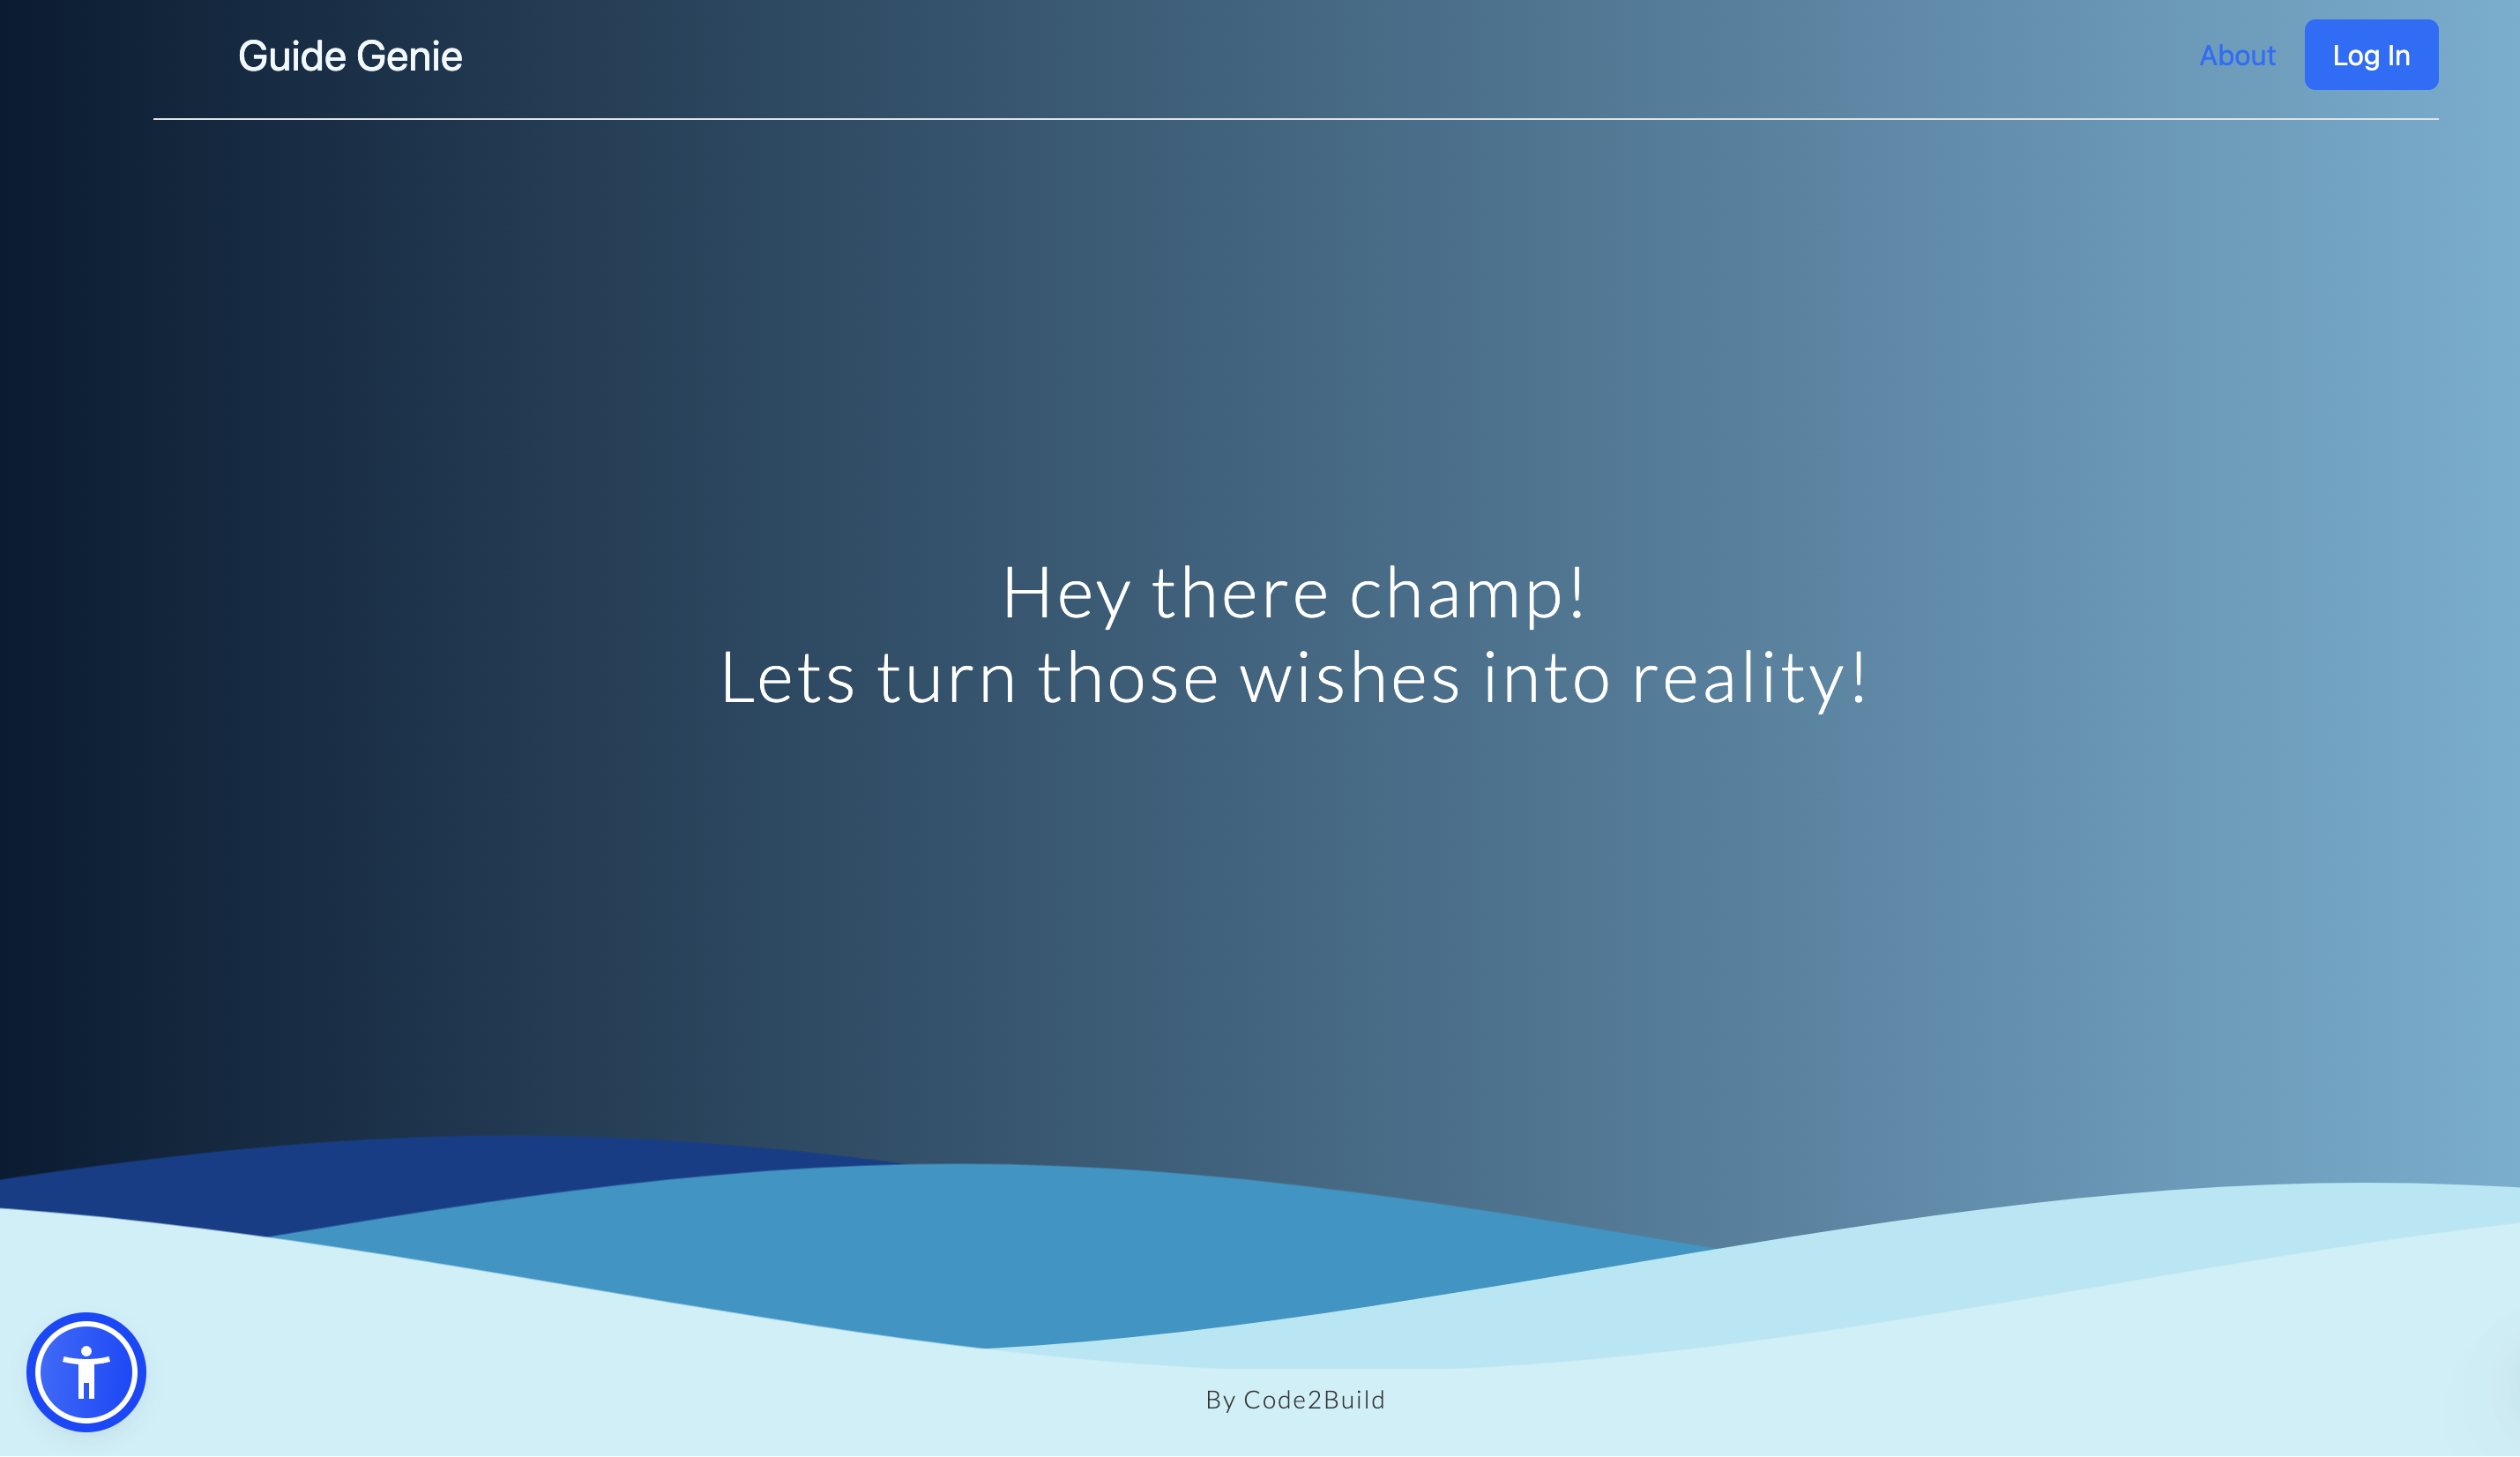 Guide Genie
About
Log In
Hey there champ!
Lets turn those wishes into reality!
By Code2Build